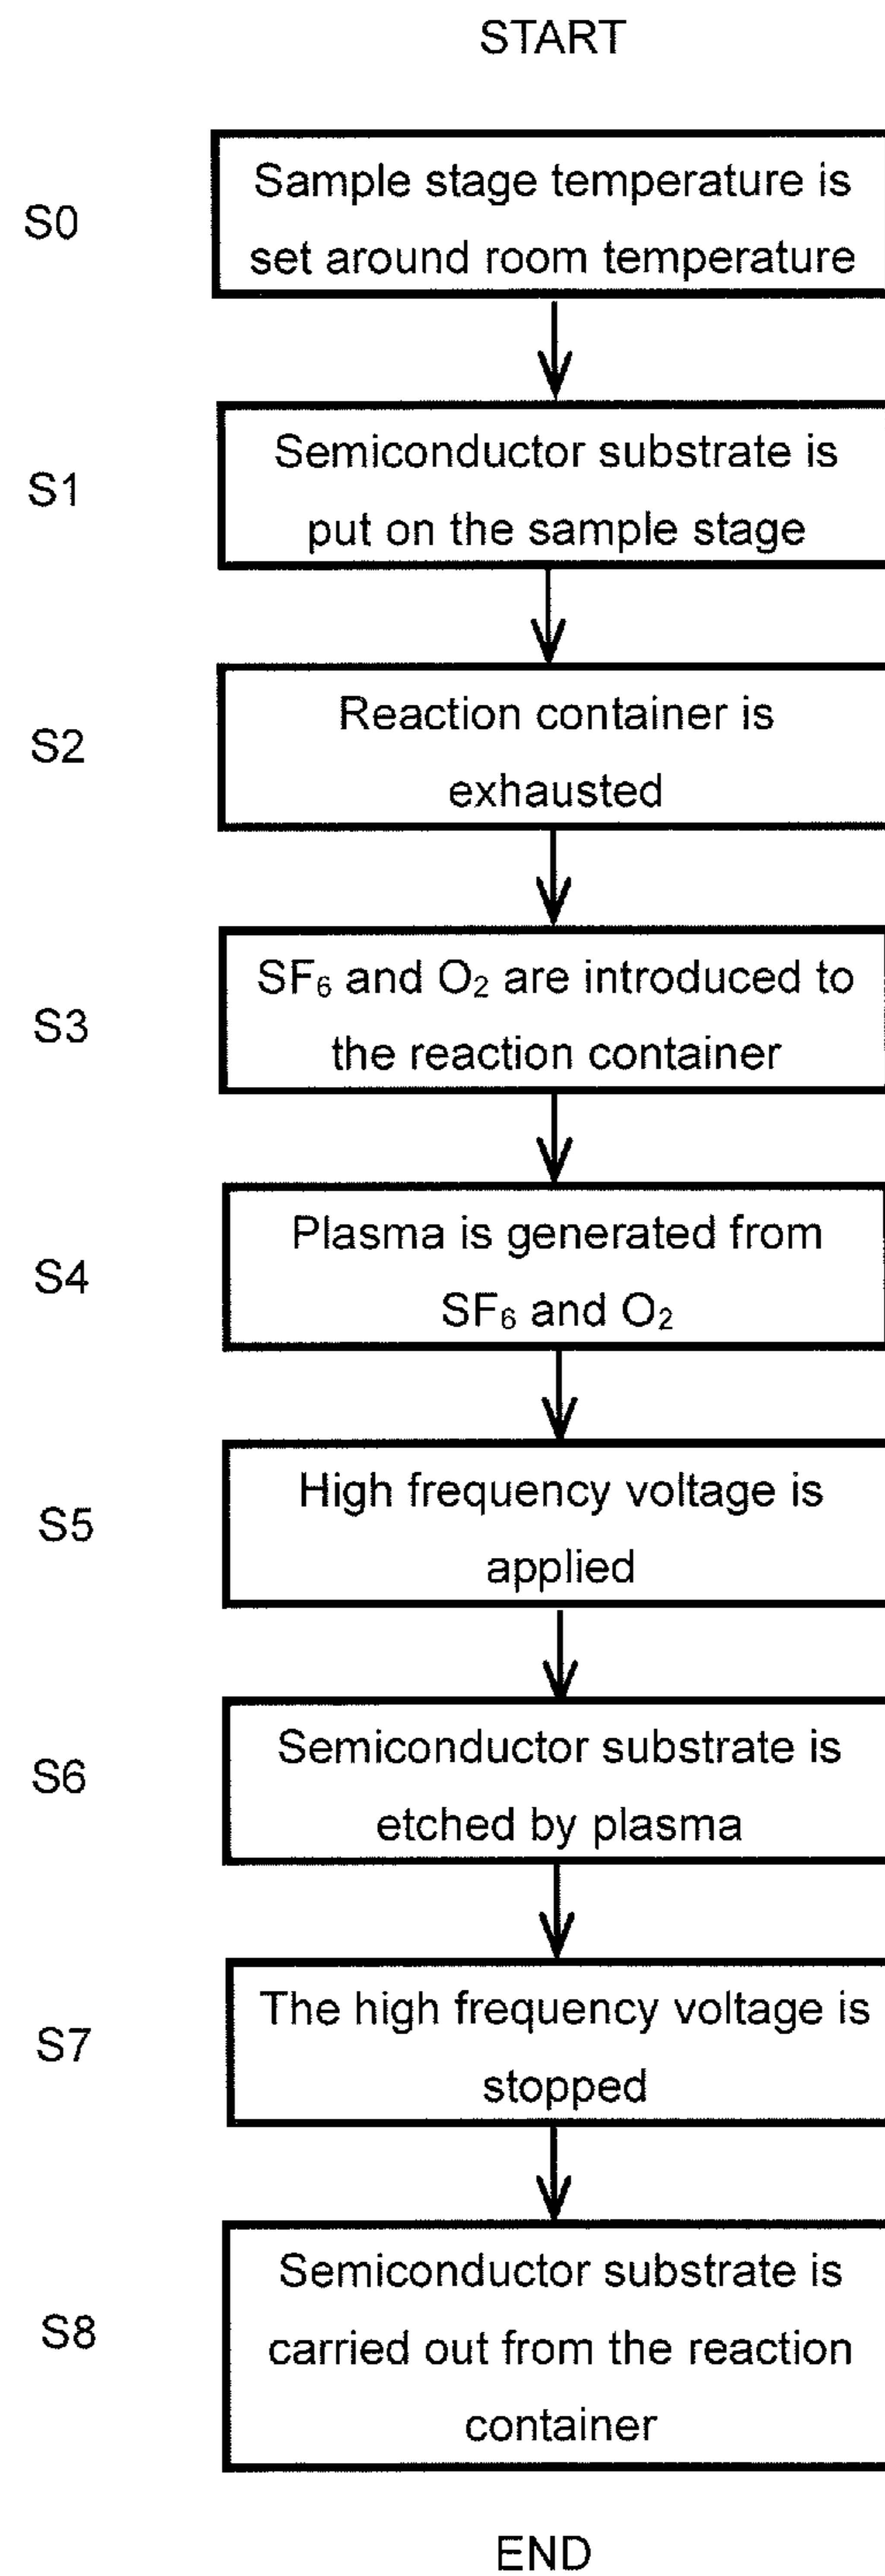 START
S0
Sample stage temperature is
set around room temperature
S1
Semiconductor substrate is
put on the sample stage
S2
Reaction container is
exhausted
S3
SF₆ and O₂ are introduced to
the reaction container
S4
Plasma is generated from
SF₆ and O₂
S5
High frequency voltage is
applied
S6
Semiconductor substrate is
etched by plasma
S7
The high frequency voltage is
stopped
S8
Semiconductor substrate is
carried out from the reaction
container
END